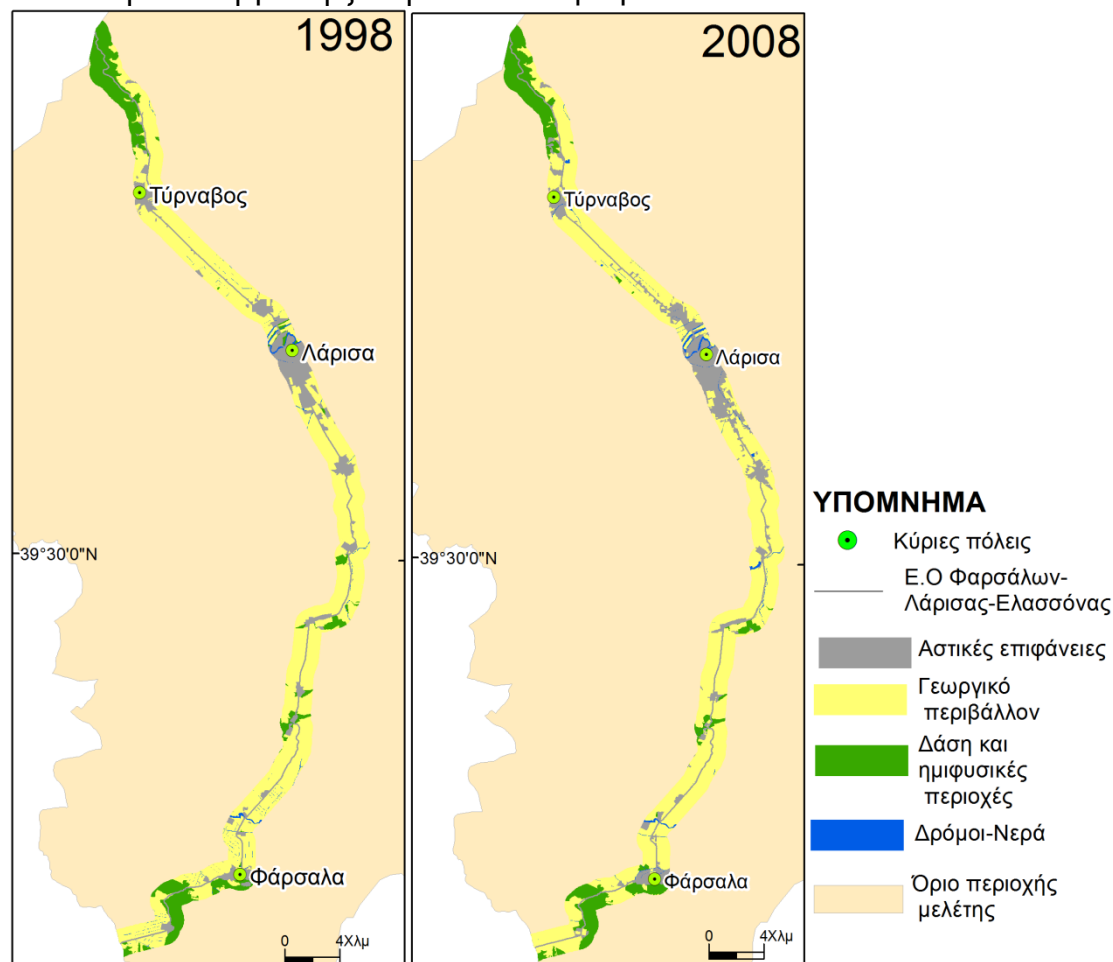 1998
Τύρναβος
Λάρισα
39°30'0"N
Φάρσαλα
0 4Χλμ
2008
Τύρναβος
Λάρισα
39°30'0"N
Φάρσαλα
0 4Χλμ
ΥΠΟΜΝΗΜΑ
Κύριες πόλεις
Ε.Ο Φαρσάλων-
Λάρισας-Ελασσόνας
Αστικές επιφάνειες
Γεωργικό
περιβάλλον
Δάση και
ημιφυσικές
περιοχές
Δρόμοι-Νερά
Όριο περιοχής
μελέτης